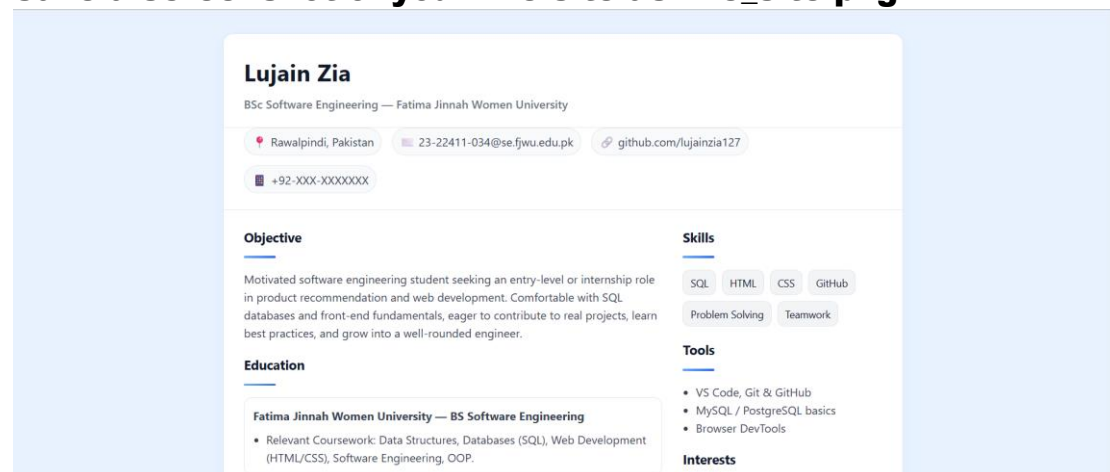 Lujain Zia
BSc Software Engineering — Fatima Jinnah Women University
Rawalpindi, Pakistan
23-22411-034@se.fjwu.edu.pk
github.com/lujainzia127
+92-XXX-XXXXXXX
Objective
Motivated software engineering student seeking an entry-level or internship role
in product recommendation and web development. Comfortable with SQL
databases and front-end fundamentals, eager to contribute to real projects, learn
best practices, and grow into a well-rounded engineer.
Education
Fatima Jinnah Women University — BS Software Engineering
• Relevant Coursework: Data Structures, Databases (SQL), Web Development
(HTML/CSS), Software Engineering, OOP.
Skills
SQL
HTML
CSS
GitHub
Problem Solving
Teamwork
Tools
• VS Code, Git & GitHub
• MySQL / PostgreSQL basics
• Browser DevTools
Interests